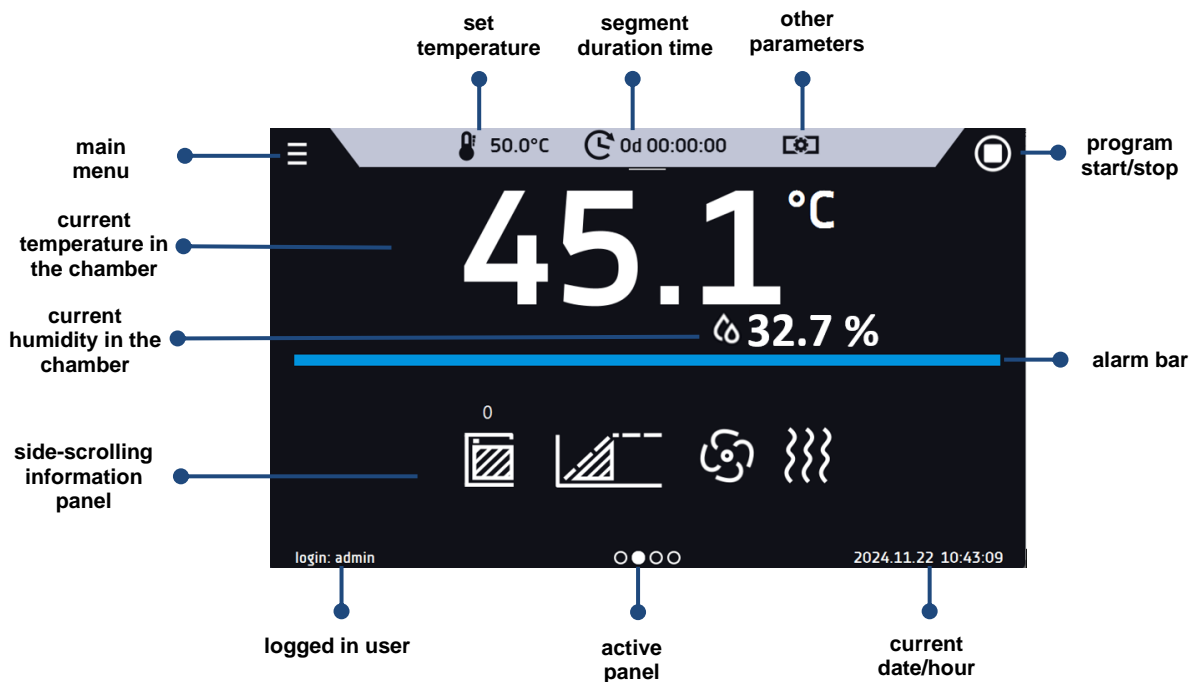 set
temperature
segment
duration time
other
parameters
main
menu
50.0°C
0d 00:00:00
program
start/stop
45.1 °C
current
temperature in
the chamber
current
humidity in the
chamber
32.7 %
alarm bar
0
side-scrolling
information
panel
login: admin
2024.11.22 10:43:09
logged in user
active
panel
current
date/hour